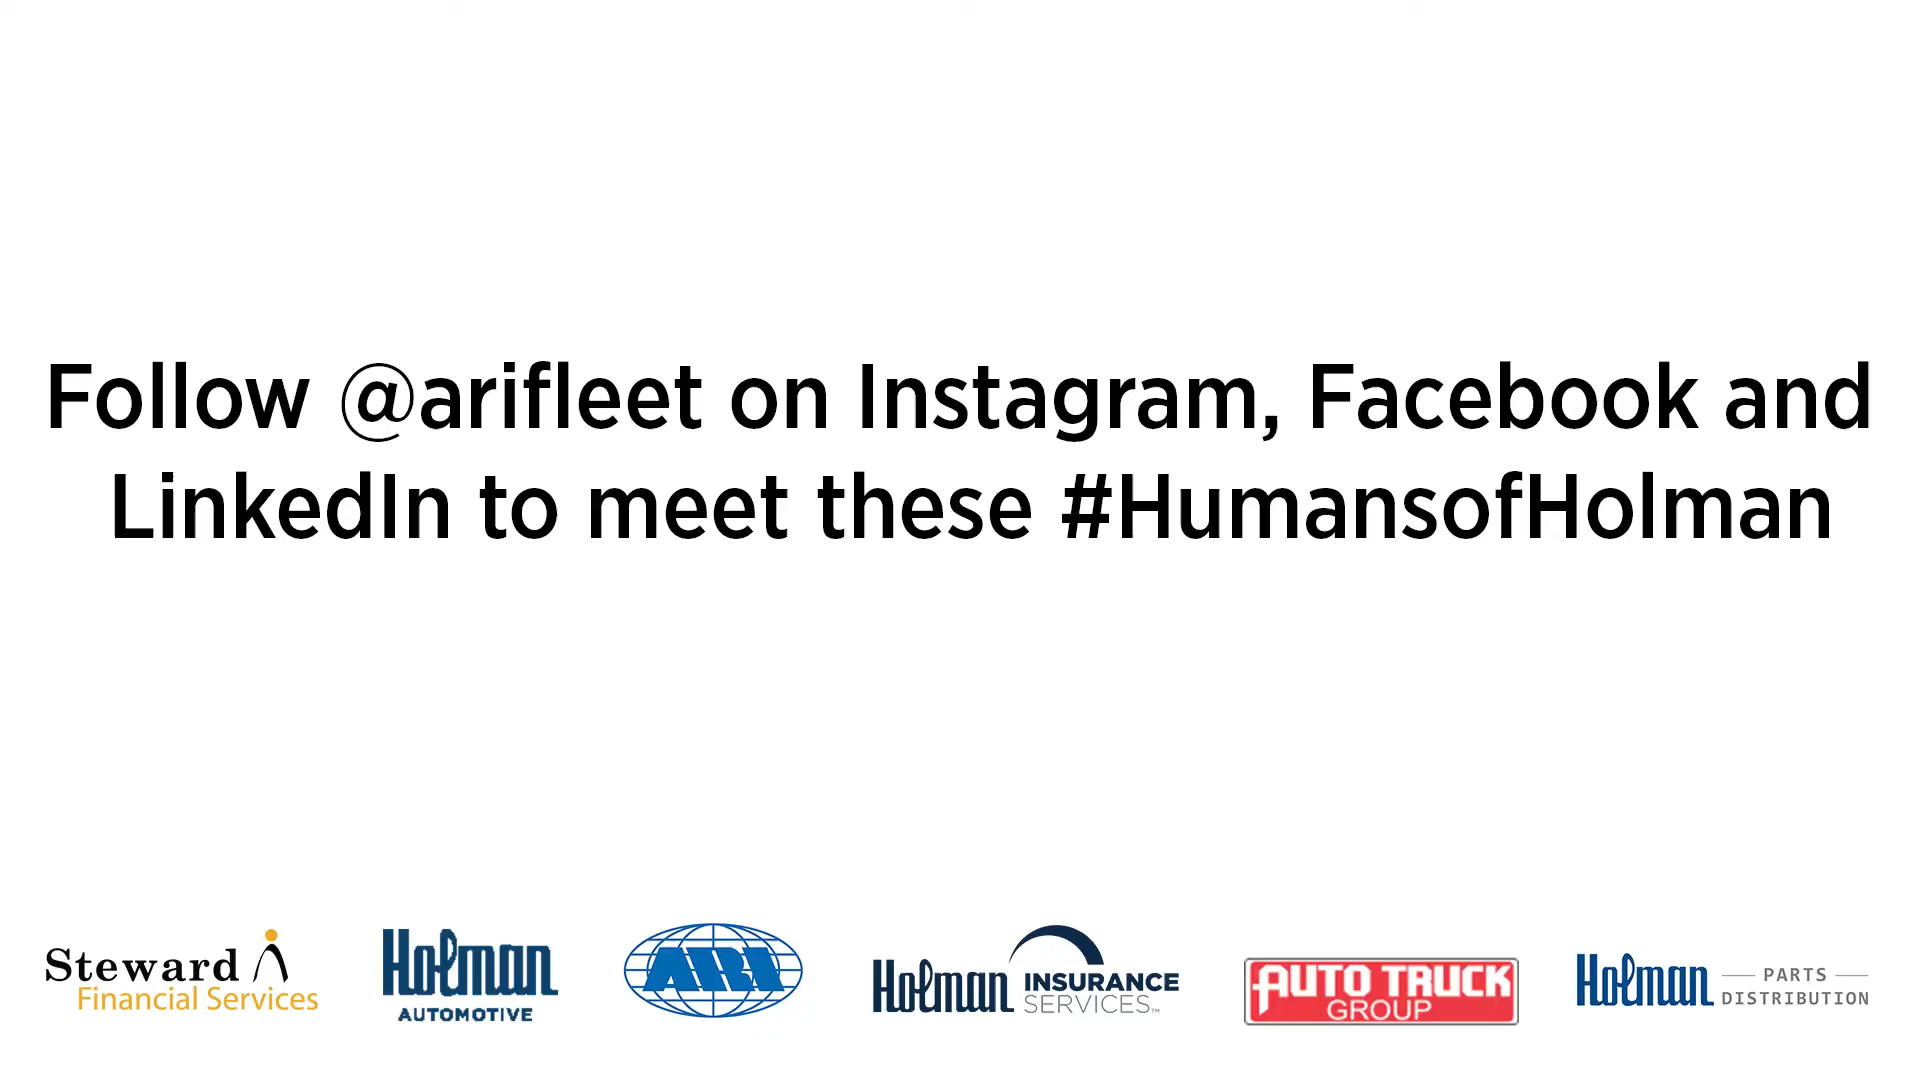 Follow @arifleet on Instagram, Facebook and
LinkedIn to meet these #HumansofHolman
Steward
Financial Services
Holman
AUTOMOTIVE
ARI
Holman INSURANCE
SERVICES™
AUTO TRUCK
GROUP
Holman PARTS
DISTRIBUTION